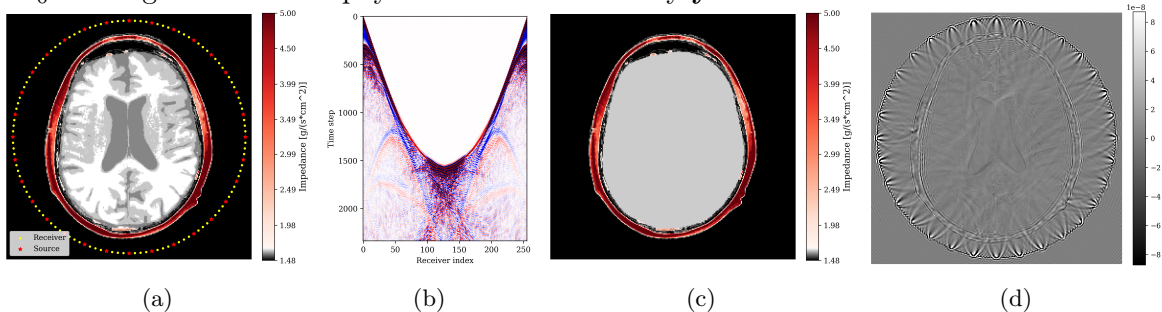 5.00
4.50
3.99
3.49
2.99
2.49
1.98
1.48
Impedance [g/(s*cm^2)]
Receiver
Source
(a)
0
500
1000
1500
2000
Time step
0 50 100 150 200 250
Receiver index
(b)
5.00
4.50
3.99
3.49
2.99
2.49
1.98
1.48
Impedance [g/(s*cm^2)]
(c)
1e−8
8
6
4
2
0
−2
−4
−6
−8
(d)